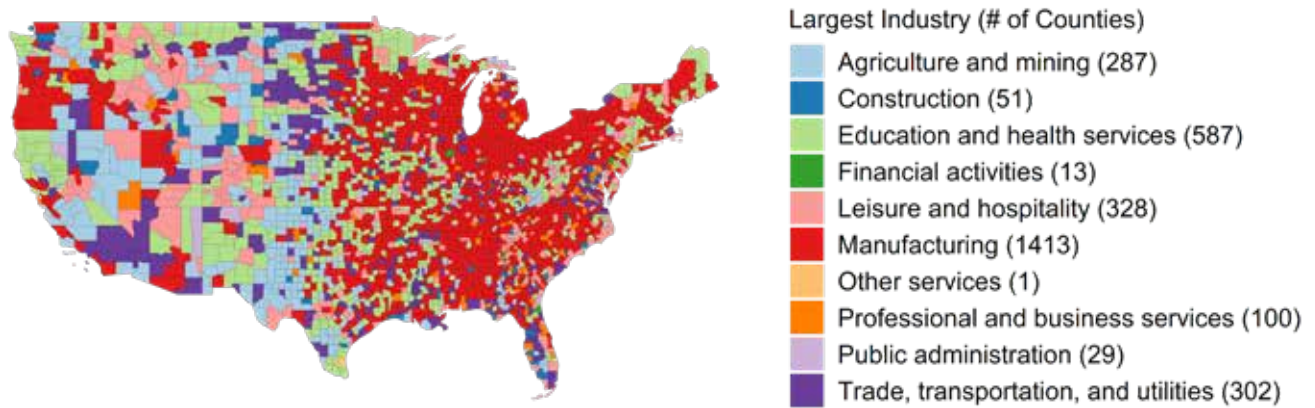 Largest Industry (# of Counties)
Agriculture and mining (287)
Construction (51)
Education and health services (587)
Financial activities (13)
Leisure and hospitality (328)
Manufacturing (1413)
Other services (1)
Professional and business services (100)
Public administration (29)
Trade, transportation, and utilities (302)